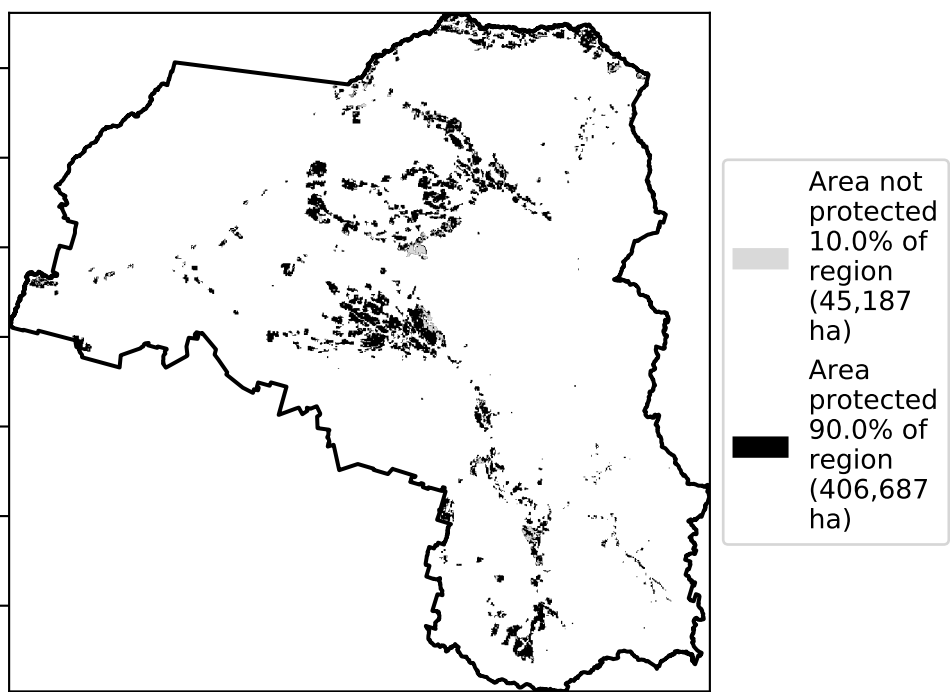 Area not
protected
10.0% of
region
(45,187
ha)
Area
protected
90.0% of
region
(406,687
ha)